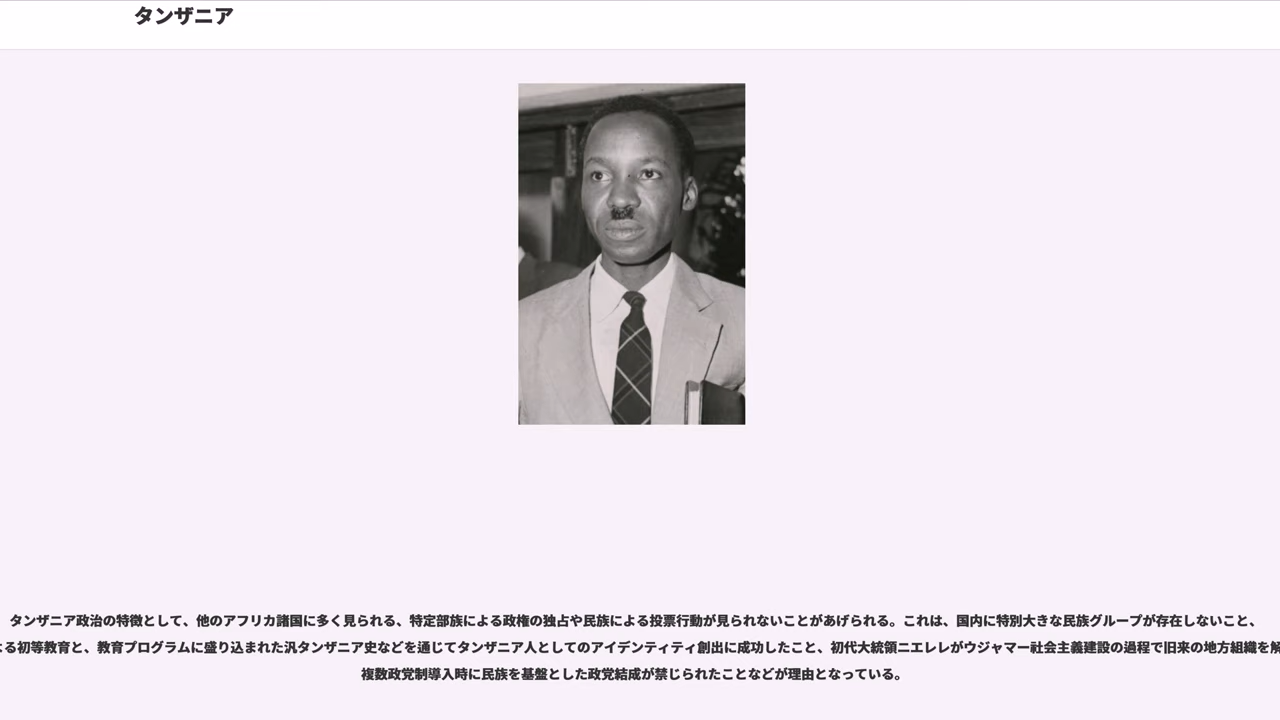 タンザニア
タンザニア政治の特徴として、他のアフリカ諸国に多く見られる、特定部族による政権の独占や民族による投票行動が見られないことがあげられる。これは、国内に特別大きな民族グループが存在しないこと、
る初等教育と、教育プログラムに盛り込まれた汎タンザニア史などを通じてタンザニア人としてのアイデンティティ創出に成功したこと、初代大統領ニエレレがウジャマー社会主義建設の過程で旧来の地方組織を解
複数政党制導入時に民族を基盤とした政党結成が禁じられたことなどが理由となっている。